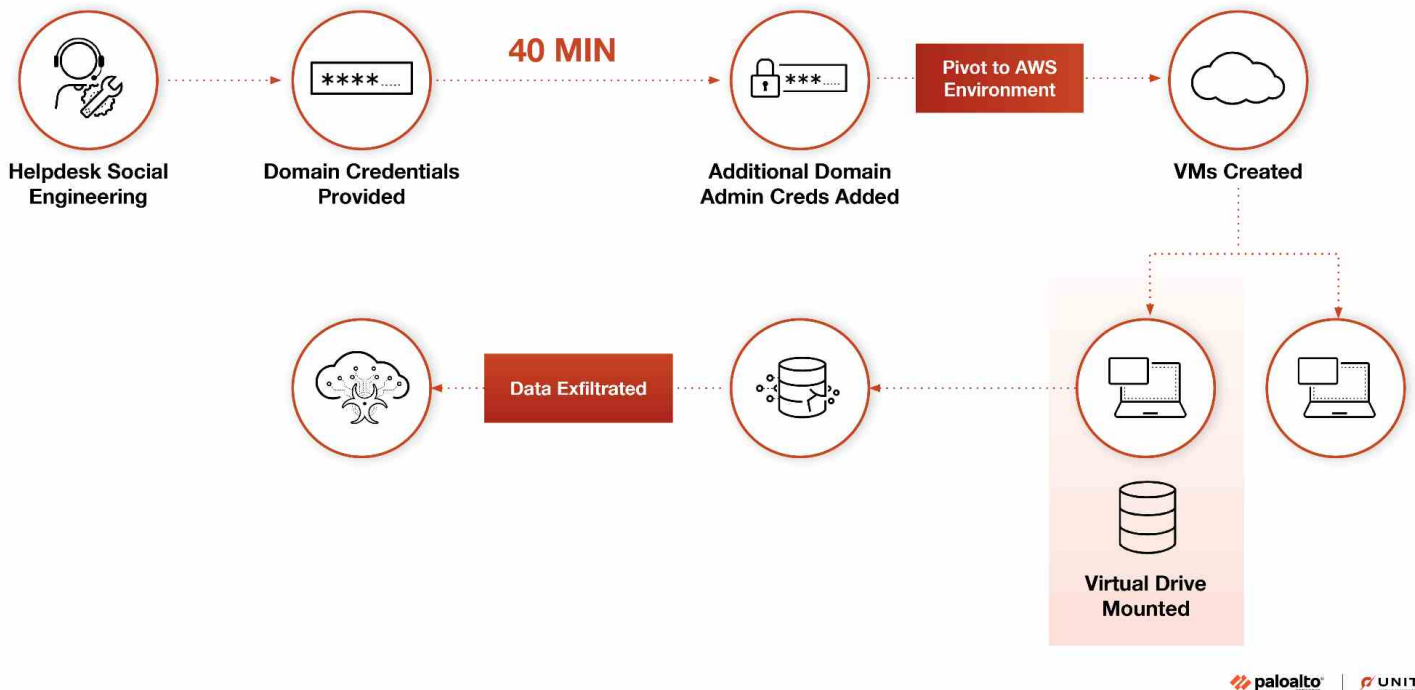 40 MIN
****.....
***.....
Pivot to AWS
Environment
Helpdesk Social
Engineering
Domain Credentials
Provided
Additional Domain
Admin Creds Added
VMs Created
Data Exfiltrated
Virtual Drive
Mounted
paloalto
UNIT